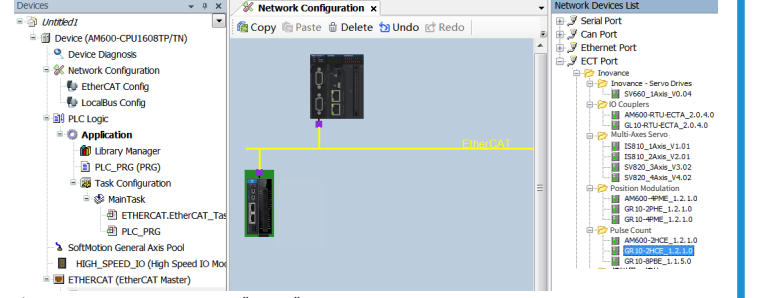 Devices
Untitled1
Device (AM600-CPU1608TP/TN)
Device Diagnosis
Network Configuration
EtherCAT Config
LocalBus Config
PLC Logic
Application
Library Manager
PLC_PRG (PRG)
Task Configuration
MainTask
ETHERCAT.EtherCAT_Tas
PLC_PRG
SoftMotion General Axis Pool
HIGH_SPEED_IO (High Speed IO Mod
ETHERCAT (EtherCAT Master)
Network Configuration x
Copy Paste Delete Undo Redo
EtherCAT
Network Devices List
Serial Port
Can Port
Ethernet Port
ECT Port
Inovance
Inovance - Servo Drives
SV660_1Axis_V0.04
IO Couplers
AM600-RTU-ECTA_2.0.4.0
GL10-RTU-ECTA_2.0.4.0
Multi-Axes Servo
IS810_1Axis_V1.01
IS810_2Axis_V2.01
SV820_3Axis_V3.02
SV820_4Axis_V4.02
Position Modulation
AM600-4PME_1.2.1.0
GR10-2PHE_1.2.1.0
GR10-4PME_1.2.1.0
Pulse Count
AM600-2HCE_1.2.1.0
GR10-2HCE_1.2.1.0
GR10-8PBE_1.1.5.0